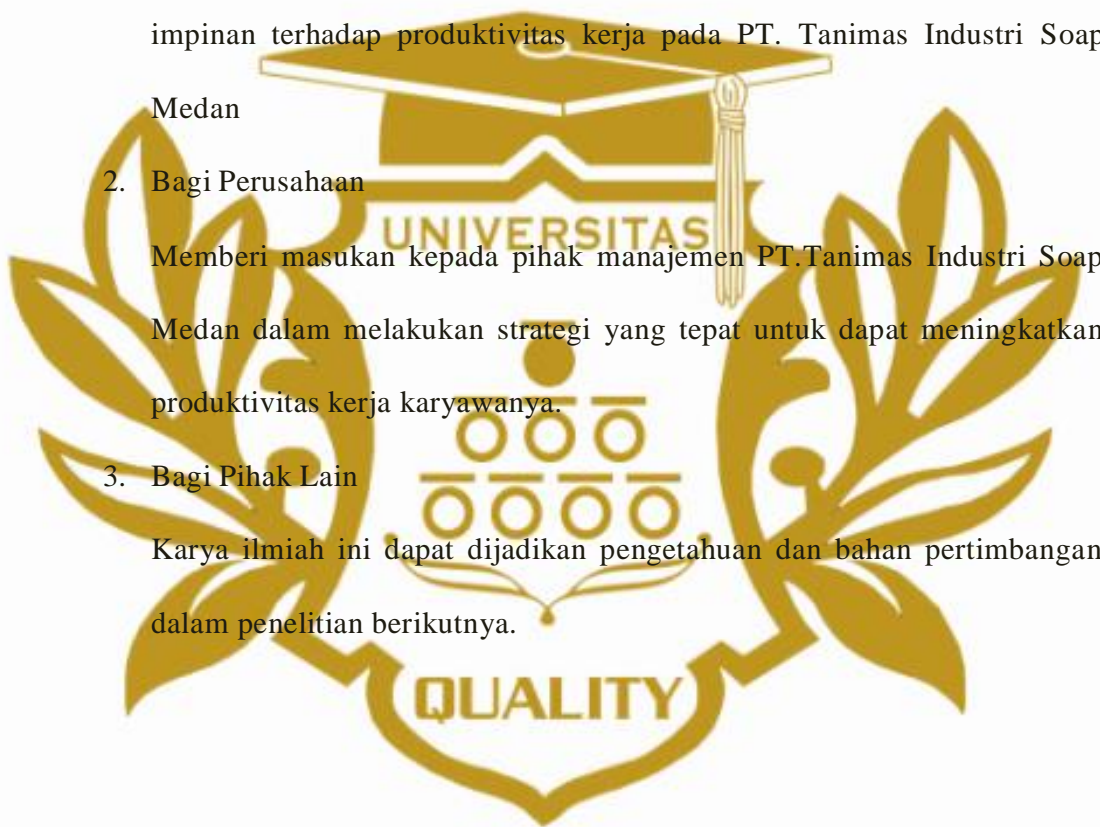 impinan terhadap produktivitas kerja pada PT. Tanimas Industri Soap
Medan
2. Bagi Perusahaan
UNIVERSITAS
Memberi masukan kepada pihak manajemen PT.Tanimas Industri Soap
Medan dalam melakukan strategi yang tepat untuk dapat meningkatkan
produktivitas kerja karyawanya.
3. Bagi Pihak Lain
Karya ilmiah ini dapat dijadikan pengetahuan dan bahan pertimbangan
dalam penelitian berikutnya.
QUALITY